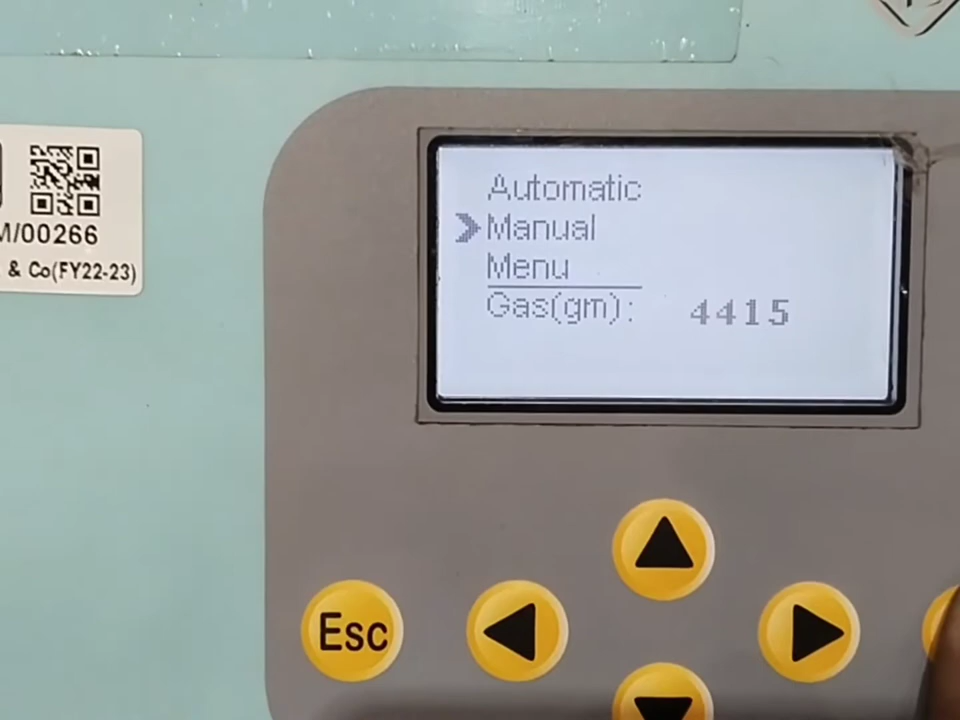 Automatic
Manual
Menu
Gas(gm): 4415
M/00266
& Co(FY22-23)
Esc